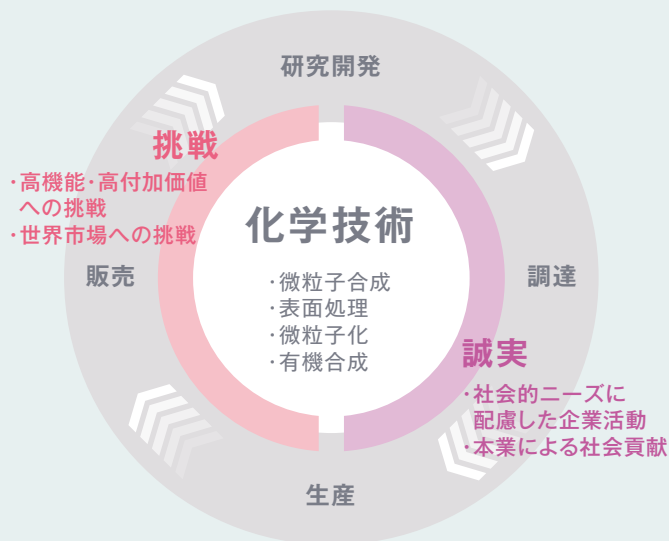 研究開発
挑戦
・高機能・高付加価値
への挑戦
・世界市場への挑戦
販売
化学技術
・微粒子合成
・表面処理
・微粒子化
・有機合成
調達
誠実
・社会的ニーズに
配慮した企業活動
・本業による社会貢献
生産